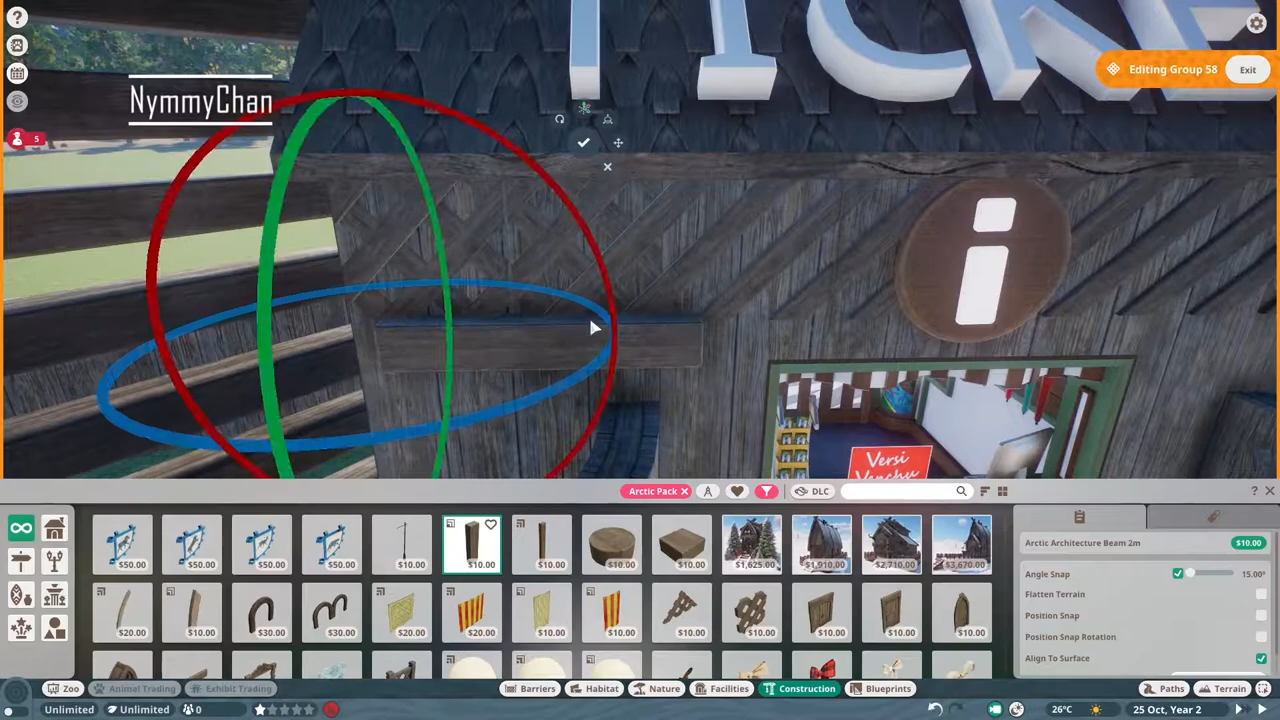 TICKE
Editing Group 58
Exit
NymmyChan
5
i
Versi
Arctic Pack
DLC
$50.00
$50.00
$50.00
$50.00
$10.00
$10.00
$10.00
$10.00
$10.00
$1,625.00
$1,910.00
$2,710.00
$3,670.00
Arctic Architecture Beam 2m
$10.00
Angle Snap
15.00°
Flatten Terrain
Position Snap
Position Snap Rotation
Align To Surface
$20.00
$10.00
$30.00
$30.00
$20.00
$20.00
$10.00
$10.00
$10.00
$10.00
$10.00
$10.00
$10.00
Zoo
Animal Trading
Exhibit Trading
Barriers
Habitat
Nature
Facilities
Construction
Blueprints
Paths
Terrain
Unlimited
Unlimited
0
26°C
25 Oct, Year 2